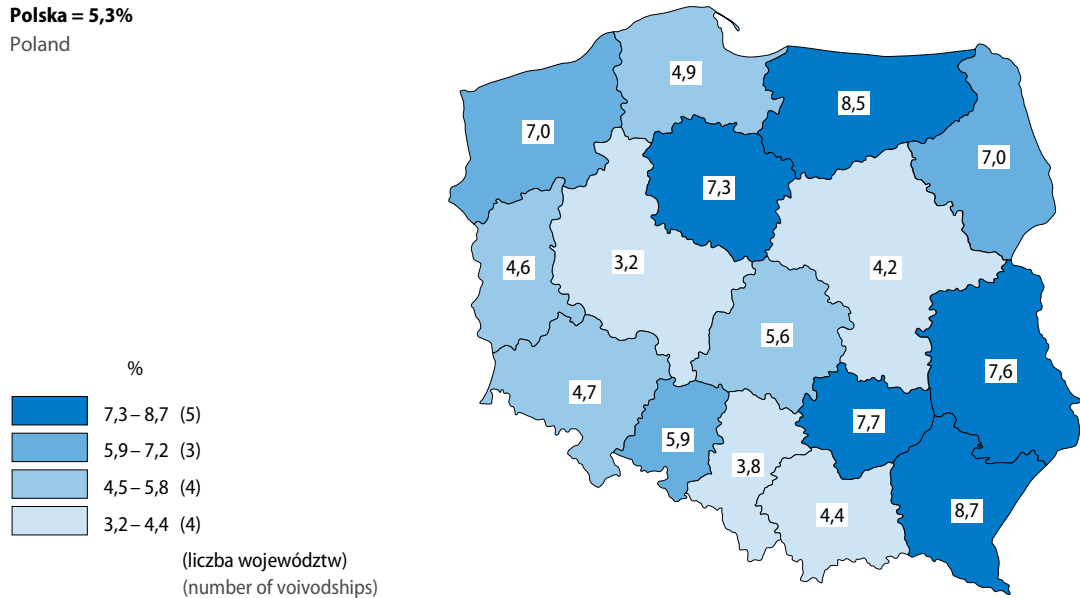 Polska = 5,3%
Poland
4,9
8,5
7,0
7,0
7,3
3,2
4,6
4,2
5,6
7,6
4,7
7,7
5,9
3,8
8,7
4,4
%
7,3 – 8,7 (5)
5,9 – 7,2 (3)
4,5 – 5,8 (4)
3,2 – 4,4 (4)
(liczba województw)
(number of voivodships)